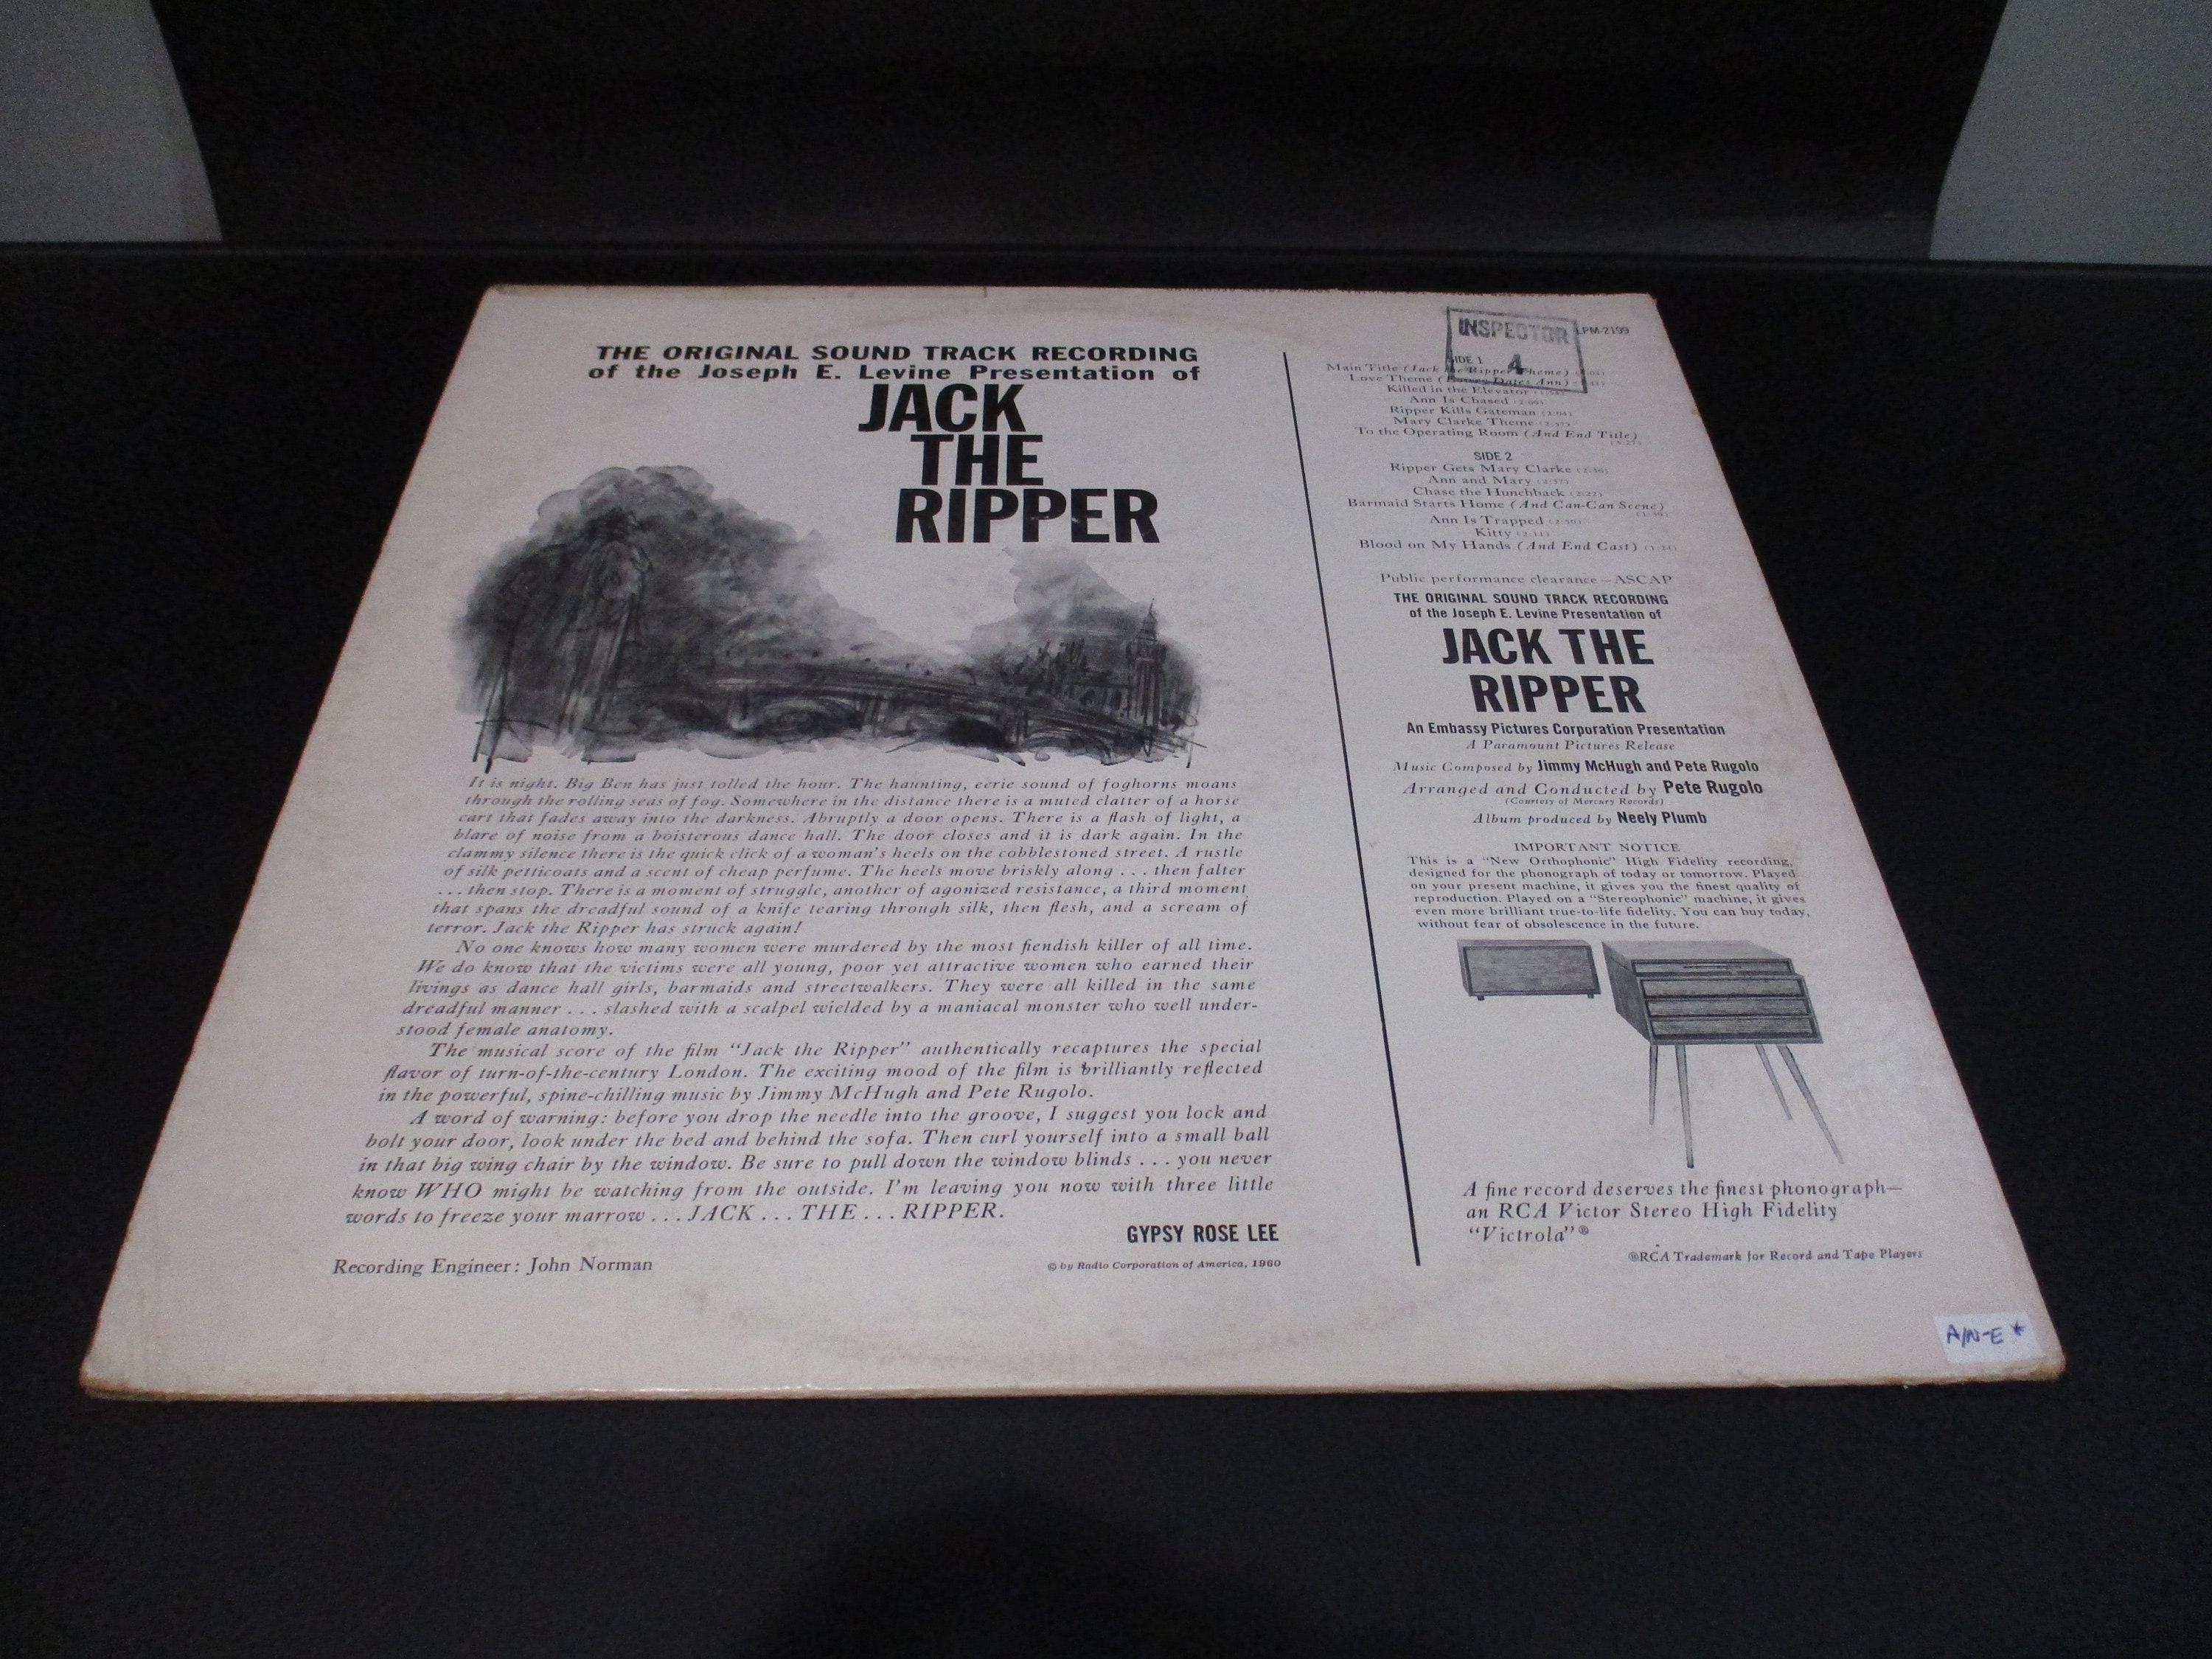 THE ORIGINAL SOUND TRACK RECORDING
of the Joseph E. Levine Presentation of
JACK
THE
RIPPER
It is night. Big Ben has just tolled the hour. The haunting, eerie sound of foghorns moans
through the rolling seas of fog. Somewhere in the distance there is a muted clatter of a horse
cart that fades away into the darkness. Abruptly a door opens. There is a flash of light, a
blare of noise from a boisterous dance hall. The door closes and it is dark again. In the
clammy silence there is the quick click of a woman's heels on the cobblestoned street. A rustle
of silk petticoats and a scent of cheap perfume. The heels move briskly along . . . then falter
. . . then stop. There is a moment of struggle, another of agonized resistance, a third moment
that spans the dreadful sound of a knife tearing through silk, then flesh, and a scream of
terror. Jack the Ripper has struck again!
No one knows how many women were murdered by the most fiendish killer of all time.
We do know that the victims were all young, poor yet attractive women who earned their
livings as dance hall girls, barmaids and streetwalkers. They were all killed in the same
dreadful manner . . . slashed with a scalpel wielded by a maniacal monster who well under-
stood female anatomy.
The musical score of the film "Jack the Ripper" authentically recaptures the special
flavor of turn-of-the-century London. The exciting mood of the film is brilliantly reflected
in the powerful, spine-chilling music by Jimmy McHugh and Pete Rugolo.
A word of warning: before you drop the needle into the groove, I suggest you lock and
bolt your door, look under the bed and behind the sofa. Then curl yourself into a small ball
in that big wing chair by the window. Be sure to pull down the window blinds . . . you never
know WHO might be watching from the outside. I'm leaving you now with three little
words to freeze your marrow . . . JACK . . . THE . . . RIPPER.
GYPSY ROSE LEE
Recording Engineer: John Norman
© by Radio Corporation of America, 1960
INSPECTOR
4
LPM-2199
SIDE 1
Main Title (Jack the Ripper Theme)
Love Theme ( Dates Ann)
Killed in the Elevator
Ann Is Chased
Ripper Kills Gateman
Mary Clarke Theme
To the Operating Room (And End Title)
SIDE 2
Ripper Gets Mary Clarke
Ann and Mary
Chase the Hunchback (2:27)
Barmaid Starts Home (And Can-Can Scene)
Ann Is Trapped
Kitty (2:11)
Blood on My Hands (And End Cast)
Public performance clearance—ASCAP
THE ORIGINAL SOUND TRACK RECORDING
of the Joseph E. Levine Presentation of
JACK THE
RIPPER
An Embassy Pictures Corporation Presentation
A Paramount Pictures Release
Music Composed by Jimmy McHugh and Pete Rugolo
Arranged and Conducted by Pete Rugolo
(Courtesy of Mercury Records)
Album produced by Neely Plumb
IMPORTANT NOTICE
This is a "New Orthophonic" High Fidelity recording,
designed for the phonograph of today or tomorrow. Played
on your present machine, it gives you the finest quality of
reproduction. Played on a "Stereophonic" machine, it gives
even more brilliant true-to-life fidelity. You can buy today,
without fear of obsolescence in the future.
A fine record deserves the finest phonograph—
an RCA Victor Stereo High Fidelity
"Victrola"®
®RCA Trademark for Record and Tape Players
A/N-E *